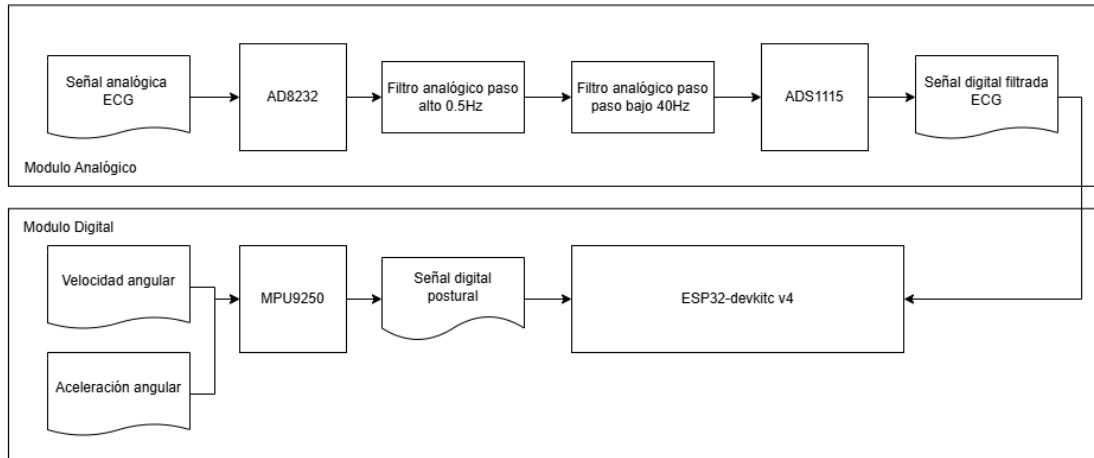 Señal analógica
ECG
AD8232
Filtro analógico paso
alto 0.5Hz
Filtro analógico paso
paso bajo 40Hz
ADS1115
Señal digital filtrada
ECG
Modulo Analógico
Modulo Digital
Velocidad angular
MPU9250
Señal digital
postural
ESP32-devkitc v4
Aceleración angular